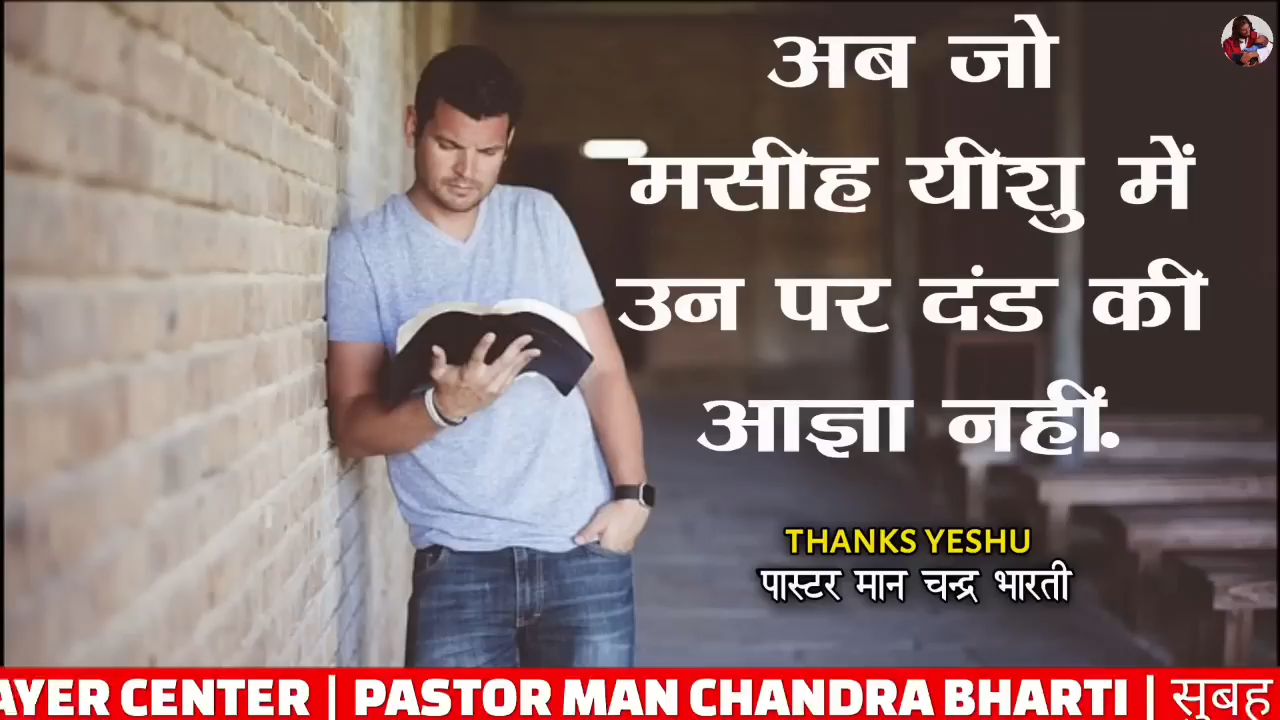 अब जो
मसीह यीशु में
उन पर दंड की
आज्ञा नहीं.
THANKS YESHU
पास्टर मान चन्द्र भारती
AYER CENTER | PASTOR MAN CHANDRA BHARTI | सुबह